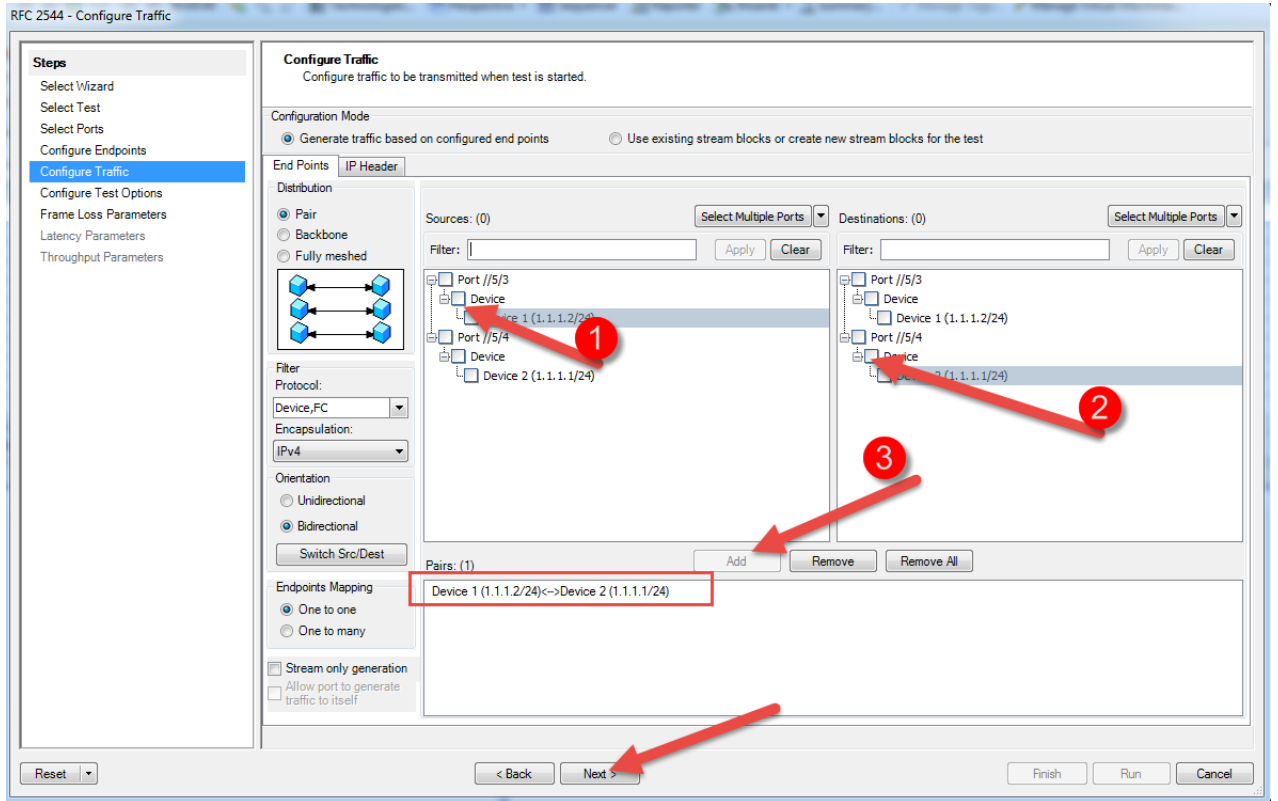 RFC 2544 - Configure Traffic
Steps
Select Wizard
Select Test
Select Ports
Configure Endpoints
Configure Traffic
Configure Test Options
Frame Loss Parameters
Latency Parameters
Throughput Parameters
Configure Traffic
Configure traffic to be transmitted when test is started.
Configuration Mode
Generate traffic based on configured end points
Use existing stream blocks or create new stream blocks for the test
End Points
IP Header
Distribution
Pair
Backbone
Fully meshed
Filter
Protocol:
Device,FC
Encapsulation:
IPv4
Orientation
Unidirectional
Bidirectional
Switch Src/Dest
Endpoints Mapping
One to one
One to many
Stream only generation
Allow port to generate
traffic to itself
Sources: (0)
Select Multiple Ports
Filter:
Apply
Clear
Port //5/3
Device
Device 1 (1.1.1.2/24)
Port //5/4
Device
Device 2 (1.1.1.1/24)
1
Destinations: (0)
Select Multiple Ports
Filter:
Apply
Clear
Port //5/3
Device
Device 1 (1.1.1.2/24)
Port //5/4
Device
Device 2 (1.1.1.1/24)
2
3
Pairs: (1)
Add
Remove
Remove All
Device 1 (1.1.1.2/24)<-->Device 2 (1.1.1.1/24)
Reset
< Back
Next >
Finish
Run
Cancel